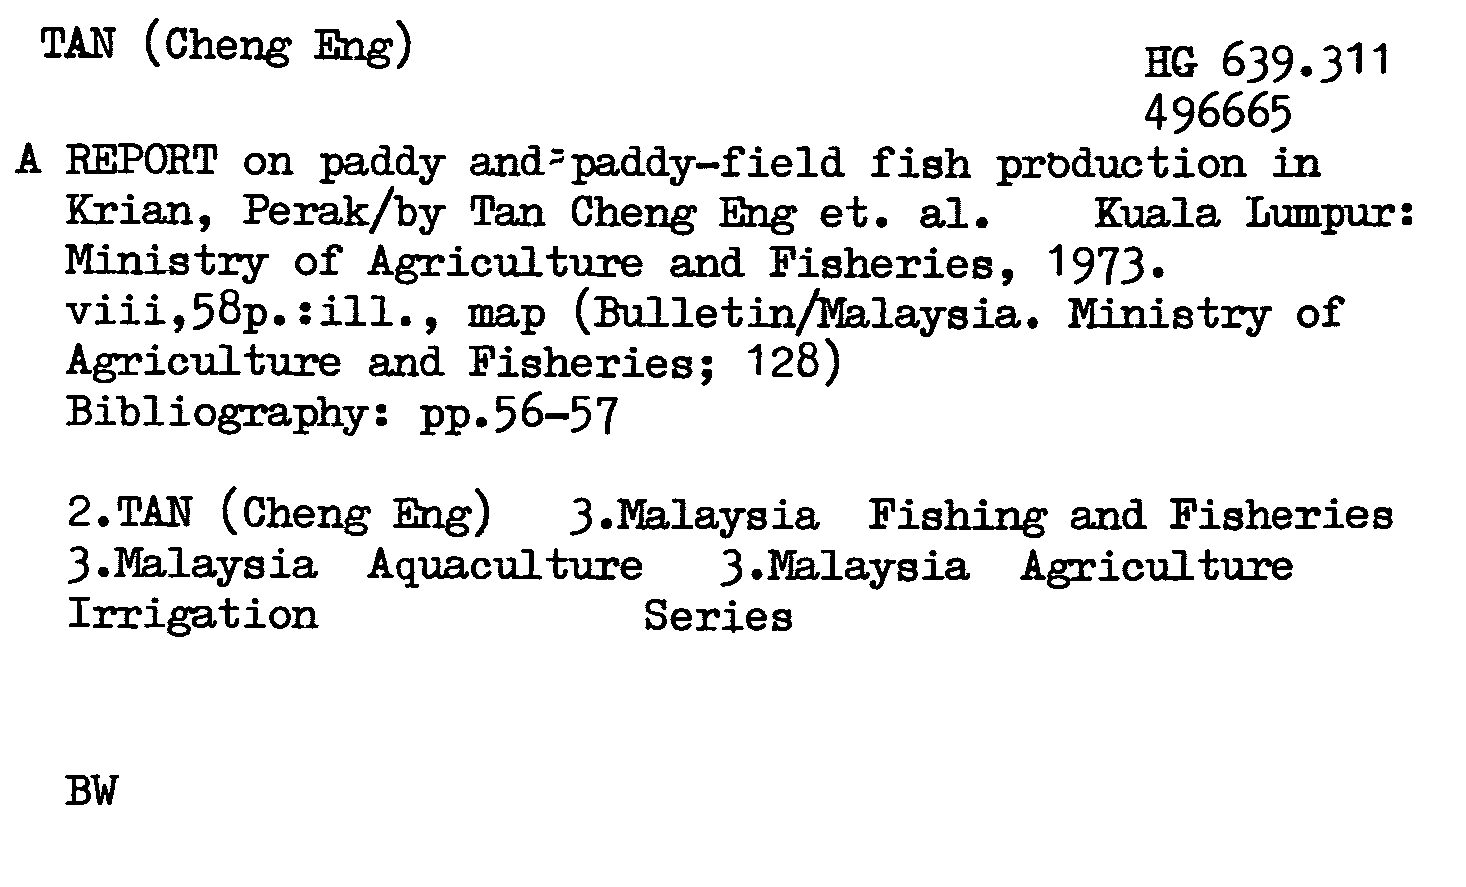 TAN (Cheng Eng)
HG 639.311
496665
A REPORT on paddy and paddy-field fish production in
Krian, Perak/by Tan Cheng Eng et. al.   Kuala Lumpur:
Ministry of Agriculture and Fisheries, 1973.
viii,58p.:ill., map (Bulletin/Malaysia. Ministry of
Agriculture and Fisheries; 128)
Bibliography: pp.56-57
2.TAN (Cheng Eng)   3.Malaysia  Fishing and Fisheries
3.Malaysia  Aquaculture   3.Malaysia  Agriculture
Irrigation   Series
BW